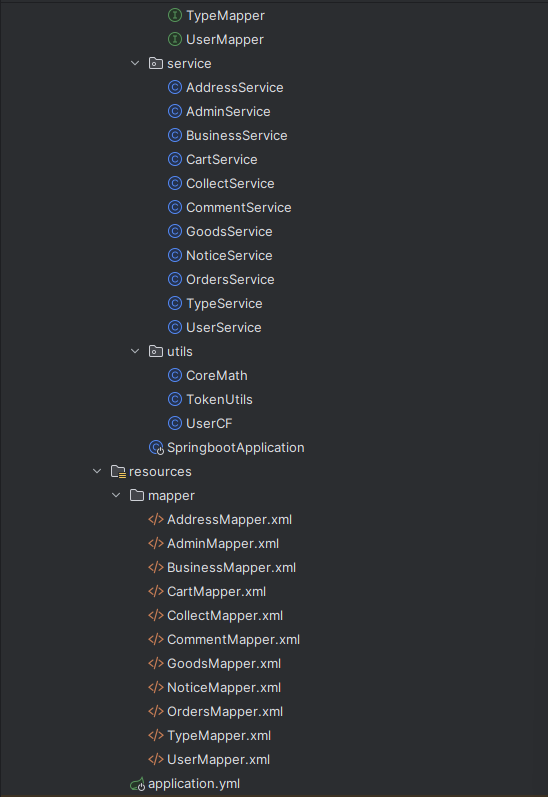 TypeMapper
UserMapper
service
AddressService
AdminService
BusinessService
CartService
CollectService
CommentService
GoodsService
NoticeService
OrdersService
TypeService
UserService
utils
CoreMath
TokenUtils
UserCF
SpringbootApplication
resources
mapper
AddressMapper.xml
AdminMapper.xml
BusinessMapper.xml
CartMapper.xml
CollectMapper.xml
CommentMapper.xml
GoodsMapper.xml
NoticeMapper.xml
OrdersMapper.xml
TypeMapper.xml
UserMapper.xml
application.yml